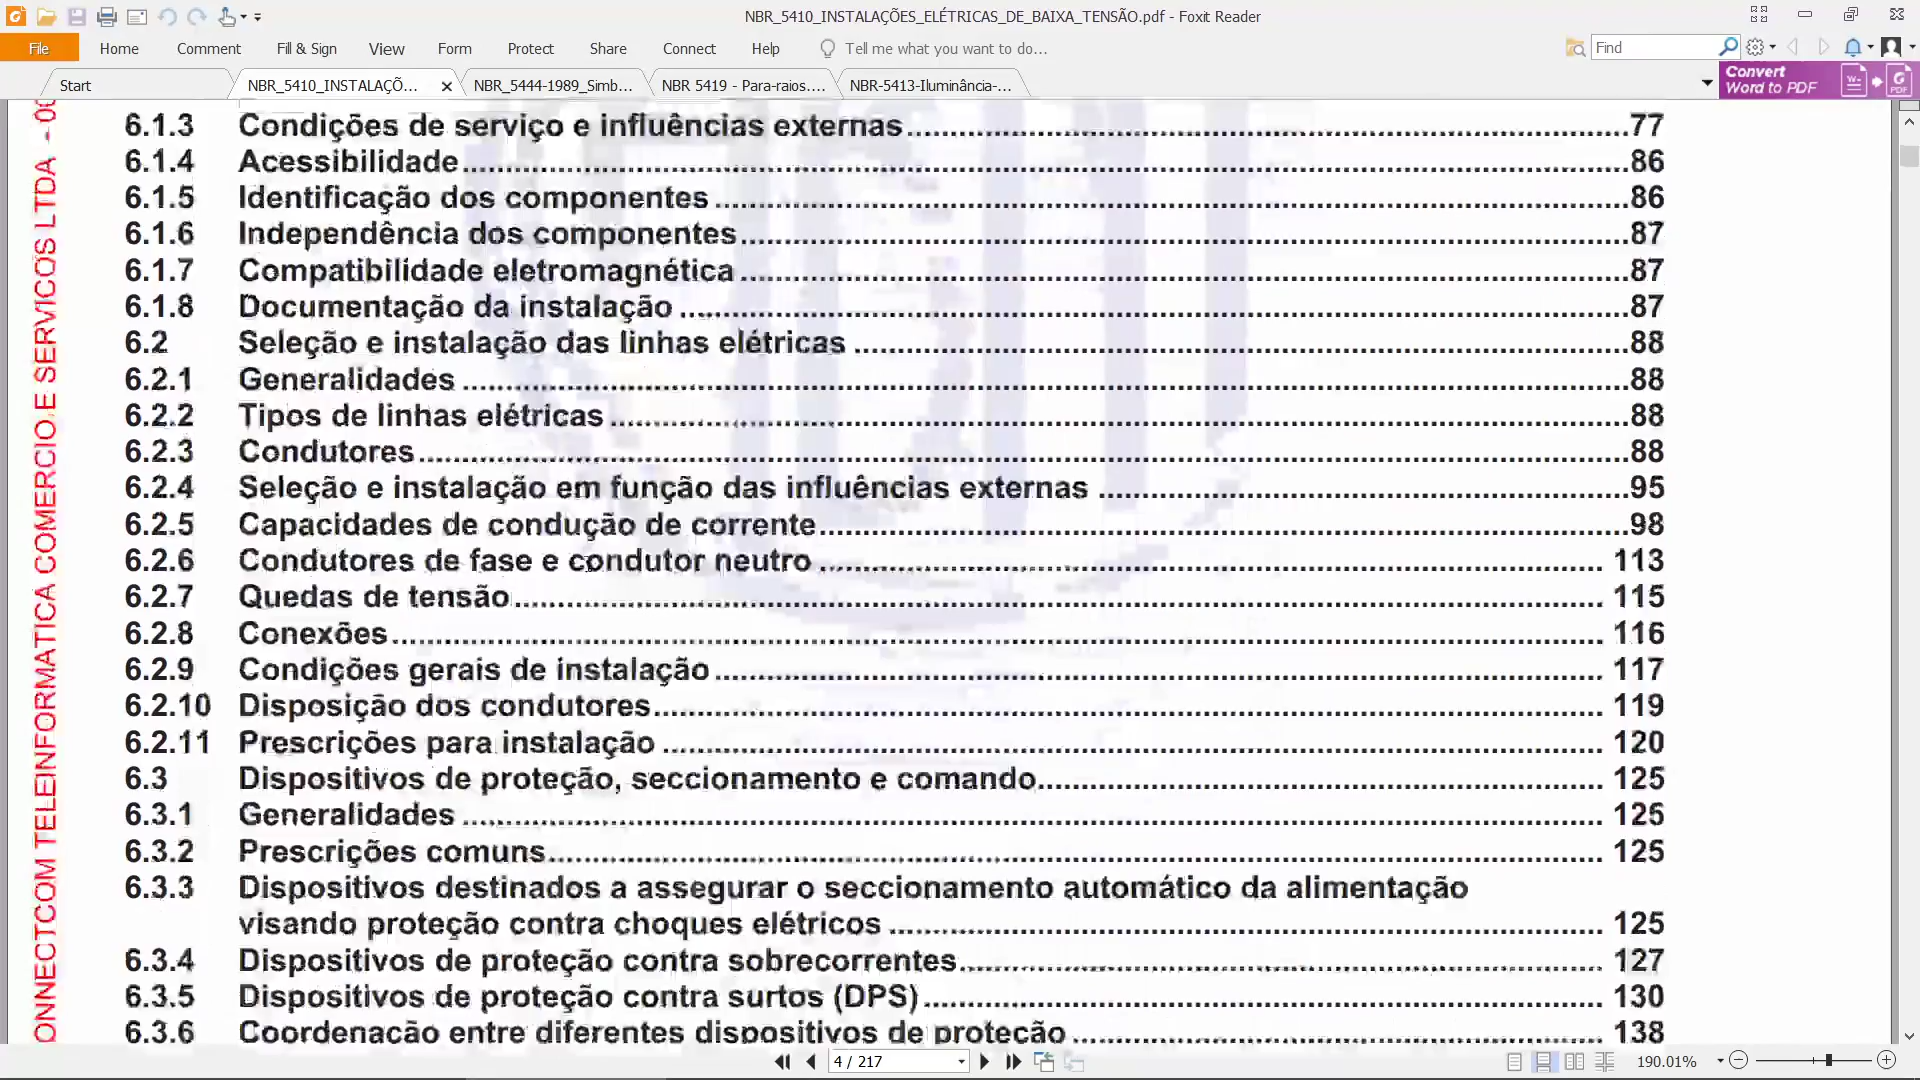 NBR_5410_INSTALAÇÕES_ELÉTRICAS_DE_BAIXA_TENSÃO.pdf - Foxit Reader
File Home Comment Fill & Sign View Form Protect Share Connect Help Tell me what you want to do... Find
Start NBR_5410_INSTALAÇÕ... NBR_5444-1989_Simb... NBR 5419 - Para-raios.... NBR-5413-Iluminância-...
Convert
Word to PDF
ONNECTCOM TELEINFORMATICA COMERCIO E SERVICOS LTDA - 00
6.1.3 Condições de serviço e influências externas 77
6.1.4 Acessibilidade 86
6.1.5 Identificação dos componentes 86
6.1.6 Independência dos componentes 87
6.1.7 Compatibilidade eletromagnética 87
6.1.8 Documentação da instalação 87
6.2 Seleção e instalação das linhas elétricas 88
6.2.1 Generalidades 88
6.2.2 Tipos de linhas elétricas 88
6.2.3 Condutores 88
6.2.4 Seleção e instalação em função das influências externas 95
6.2.5 Capacidades de condução de corrente 98
6.2.6 Condutores de fase e condutor neutro 113
6.2.7 Quedas de tensão 115
6.2.8 Conexões 116
6.2.9 Condições gerais de instalação 117
6.2.10 Disposição dos condutores 119
6.2.11 Prescrições para instalação 120
6.3 Dispositivos de proteção, seccionamento e comando 125
6.3.1 Generalidades 125
6.3.2 Prescrições comuns 125
6.3.3 Dispositivos destinados a assegurar o seccionamento automático da alimentação
visando proteção contra choques elétricos 125
6.3.4 Dispositivos de proteção contra sobrecorrentes 127
6.3.5 Dispositivos de proteção contra surtos (DPS) 130
6.3.6 Coordenação entre diferentes dispositivos de proteção 138
4 / 217
190.01%